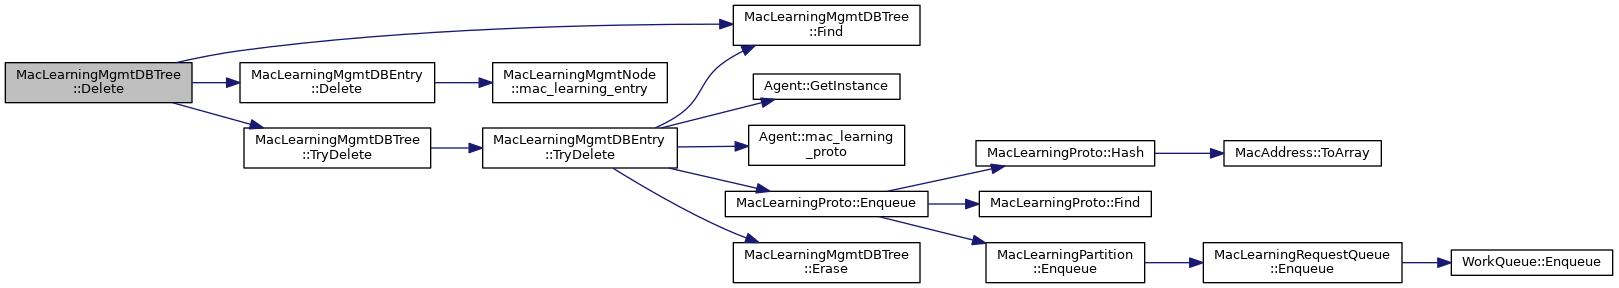 MacLearningMgmtDBTree
::Delete
MacLearningMgmtDBEntry
::Delete
MacLearningMgmtDBTree
::TryDelete
MacLearningMgmtNode
::mac_learning_entry
MacLearningMgmtDBEntry
::TryDelete
MacLearningMgmtDBTree
::Find
Agent::GetInstance
Agent::mac_learning
_proto
MacLearningProto::Enqueue
MacLearningMgmtDBTree
::Erase
MacLearningProto::Hash
MacLearningProto::Find
MacLearningPartition
::Enqueue
MacAddress::ToArray
MacLearningRequestQueue
::Enqueue
WorkQueue::Enqueue